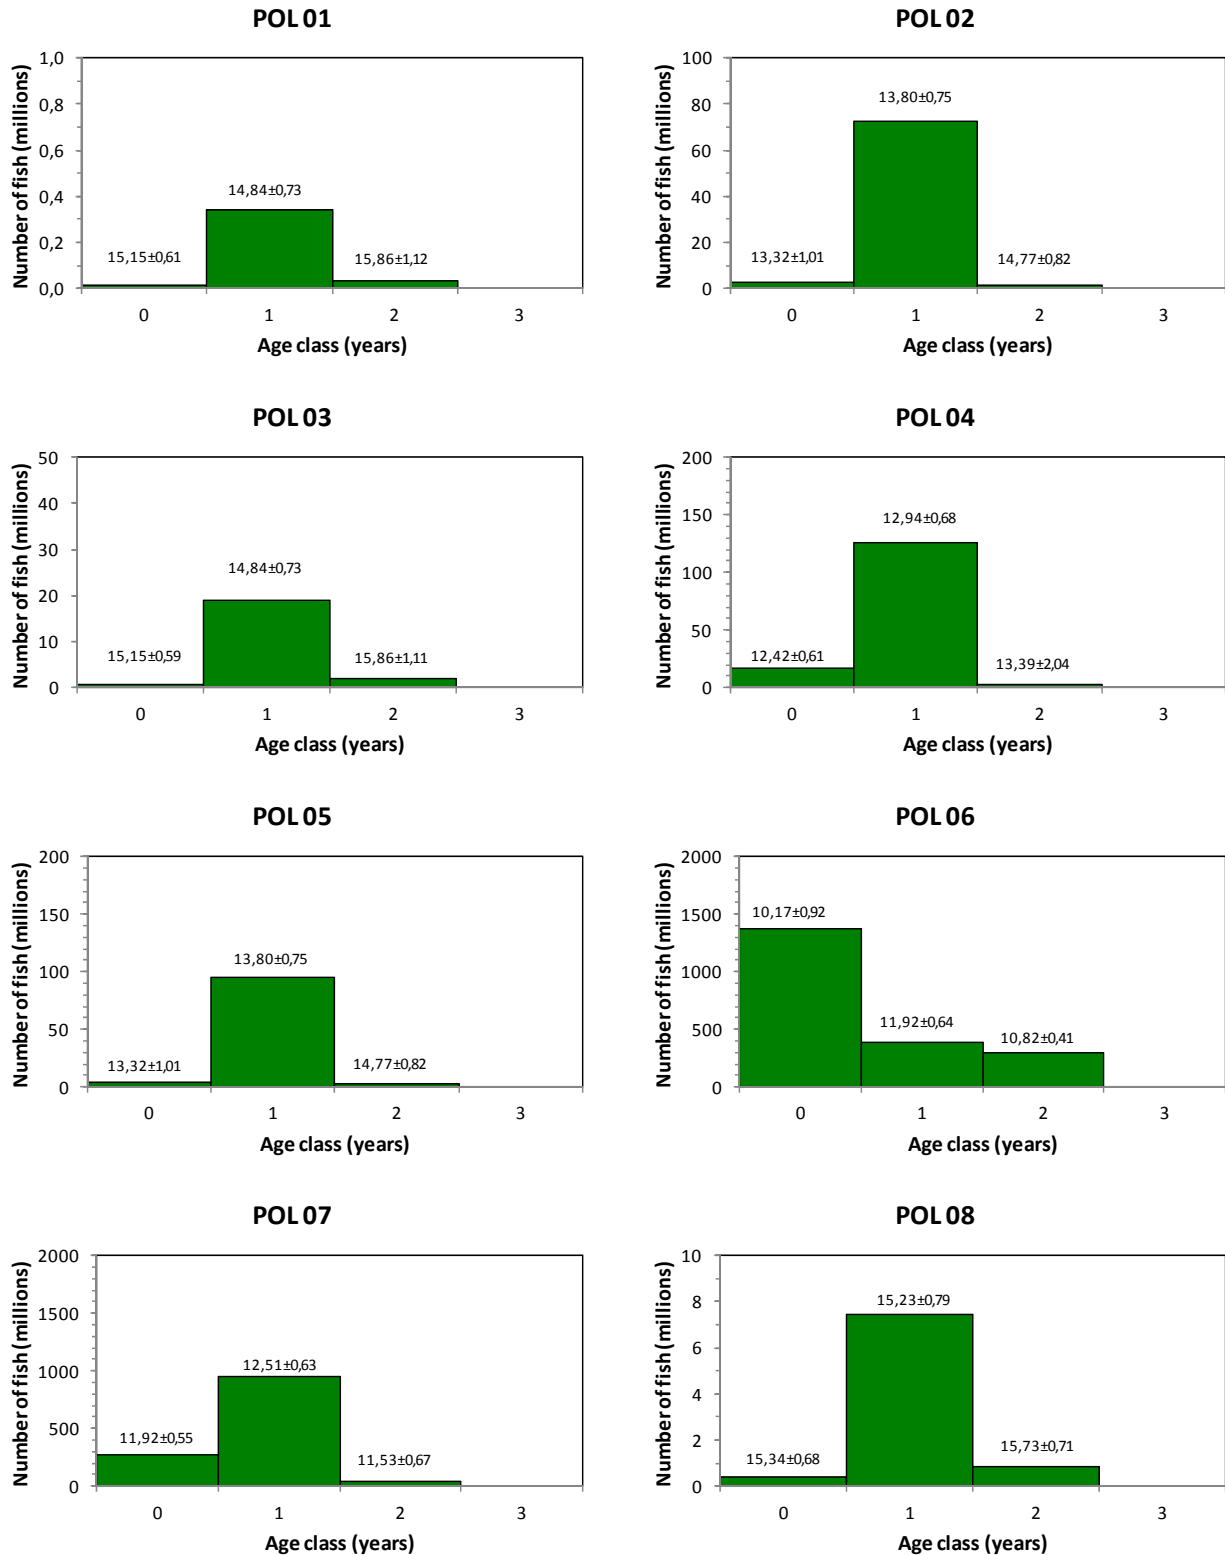 POL 01
Number of fish (millions)
1,0
0,8
0,6
0,4
0,2
0,0
15,15±0,61
14,84±0,73
15,86±1,12
0 1 2 3
Age class (years)
POL 02
Number of fish (millions)
100
80
60
40
20
0
13,32±1,01
13,80±0,75
14,77±0,82
0 1 2 3
Age class (years)
POL 03
Number of fish (millions)
50
40
30
20
10
0
15,15±0,59
14,84±0,73
15,86±1,11
0 1 2 3
Age class (years)
POL 04
Number of fish (millions)
200
150
100
50
0
12,42±0,61
12,94±0,68
13,39±2,04
0 1 2 3
Age class (years)
POL 05
Number of fish (millions)
200
150
100
50
0
13,32±1,01
13,80±0,75
14,77±0,82
0 1 2 3
Age class (years)
POL 06
Number of fish (millions)
2000
1500
1000
500
0
10,17±0,92
11,92±0,64
10,82±0,41
0 1 2 3
Age class (years)
POL 07
Number of fish (millions)
2000
1500
1000
500
0
11,92±0,55
12,51±0,63
11,53±0,67
0 1 2 3
Age class (years)
POL 08
Number of fish (millions)
10
8
6
4
2
0
15,34±0,68
15,23±0,79
15,73±0,71
0 1 2 3
Age class (years)